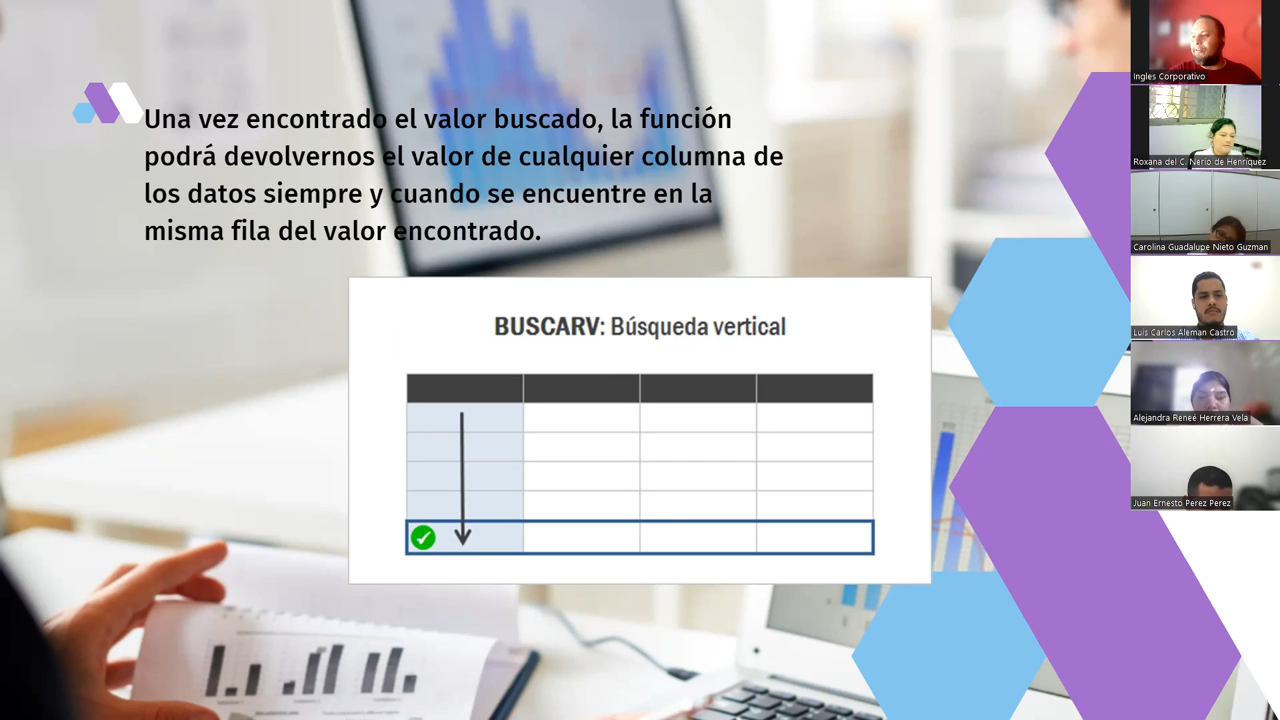 Una vez encontrado el valor buscado, la función
podrá devolvernos el valor de cualquier columna de
los datos siempre y cuando se encuentre en la
misma fila del valor encontrado.
BUSCARV: Búsqueda vertical
Ingles Corporativo
Roxana del C. Nerio de Henríquez
Carolina Guadalupe Nieto Guzman
Luis Carlos Aleman Castro
Alejandra Reneé Herrera Vela
Juan Ernesto Perez Perez